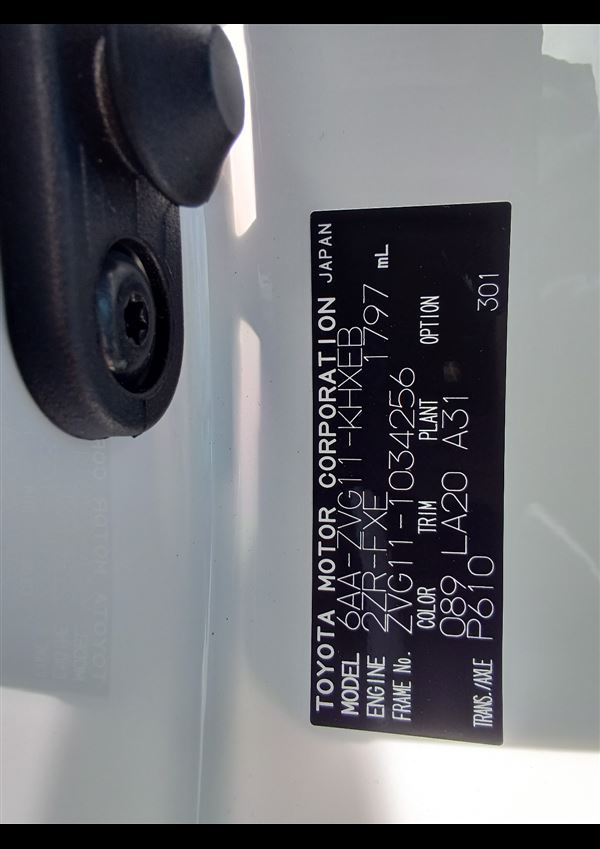 TOYOTA MOTOR CORPORATION JAPAN
MODEL 6AA-ZVG11-KHXEB
ENGINE 2ZR-FXE 1797 mL
FRAME No. ZVG11-1034256
COLOR TRIM PLANT OPTION
089 LA20 A31
TRANS./AXLE P610 301